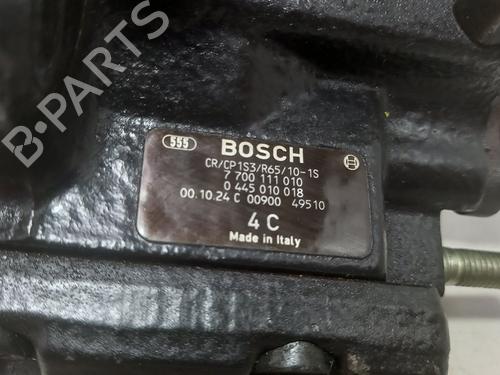 B-PARTS
555 BOSCH
CR/CP1S3/R65/10-1S
7 700 111 010
0 445 010 018
00.10.24 C 00900 49510
4 C
Made in Italy
B-PARTS